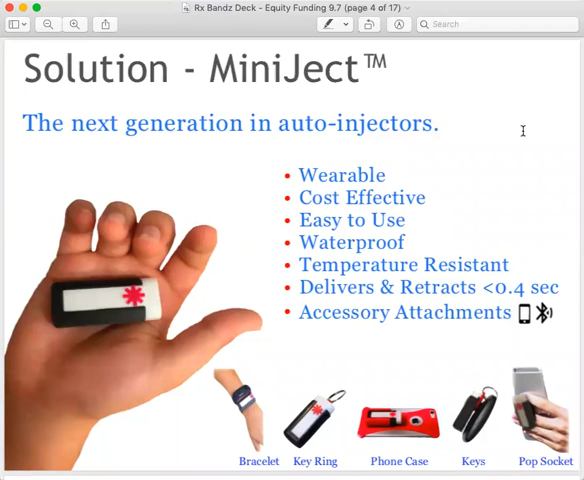 Rx Bandz Deck - Equity Funding 9.7 (page 4 of 17)
Search
Solution - MiniJect™
The next generation in auto-injectors.
• Wearable
• Cost Effective
• Easy to Use
• Waterproof
• Temperature Resistant
• Delivers & Retracts <0.4 sec
• Accessory Attachments
Bracelet Key Ring Phone Case Keys Pop Socket